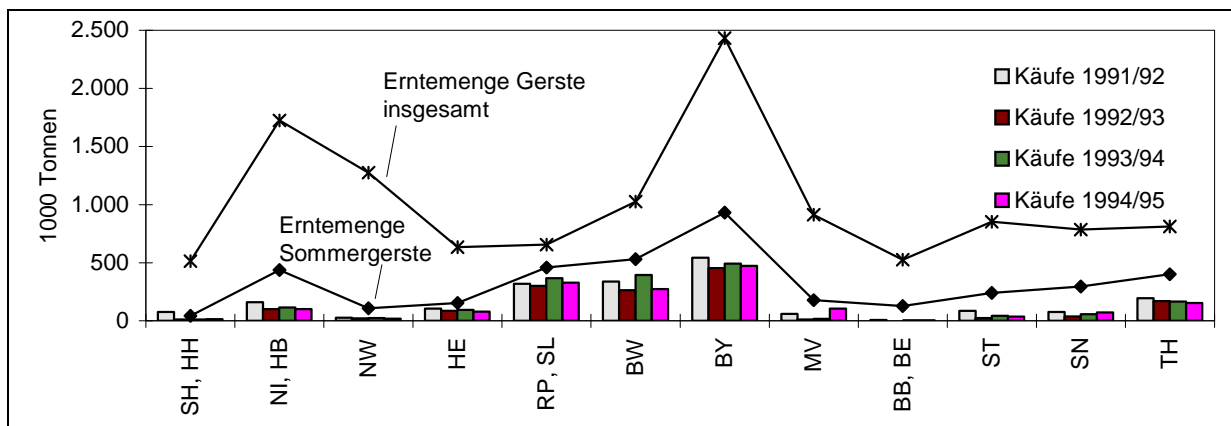 2.500
2.000
1.500
1.000
500
0
1000 Tonnen
Erntemenge Gerste
insgesamt
Erntemenge
Sommergerste
Käufe 1991/92
Käufe 1992/93
Käufe 1993/94
Käufe 1994/95
SH, HH
NI, HB
NW
HE
RP, SL
BW
BY
MV
BB, BE
ST
SN
TH